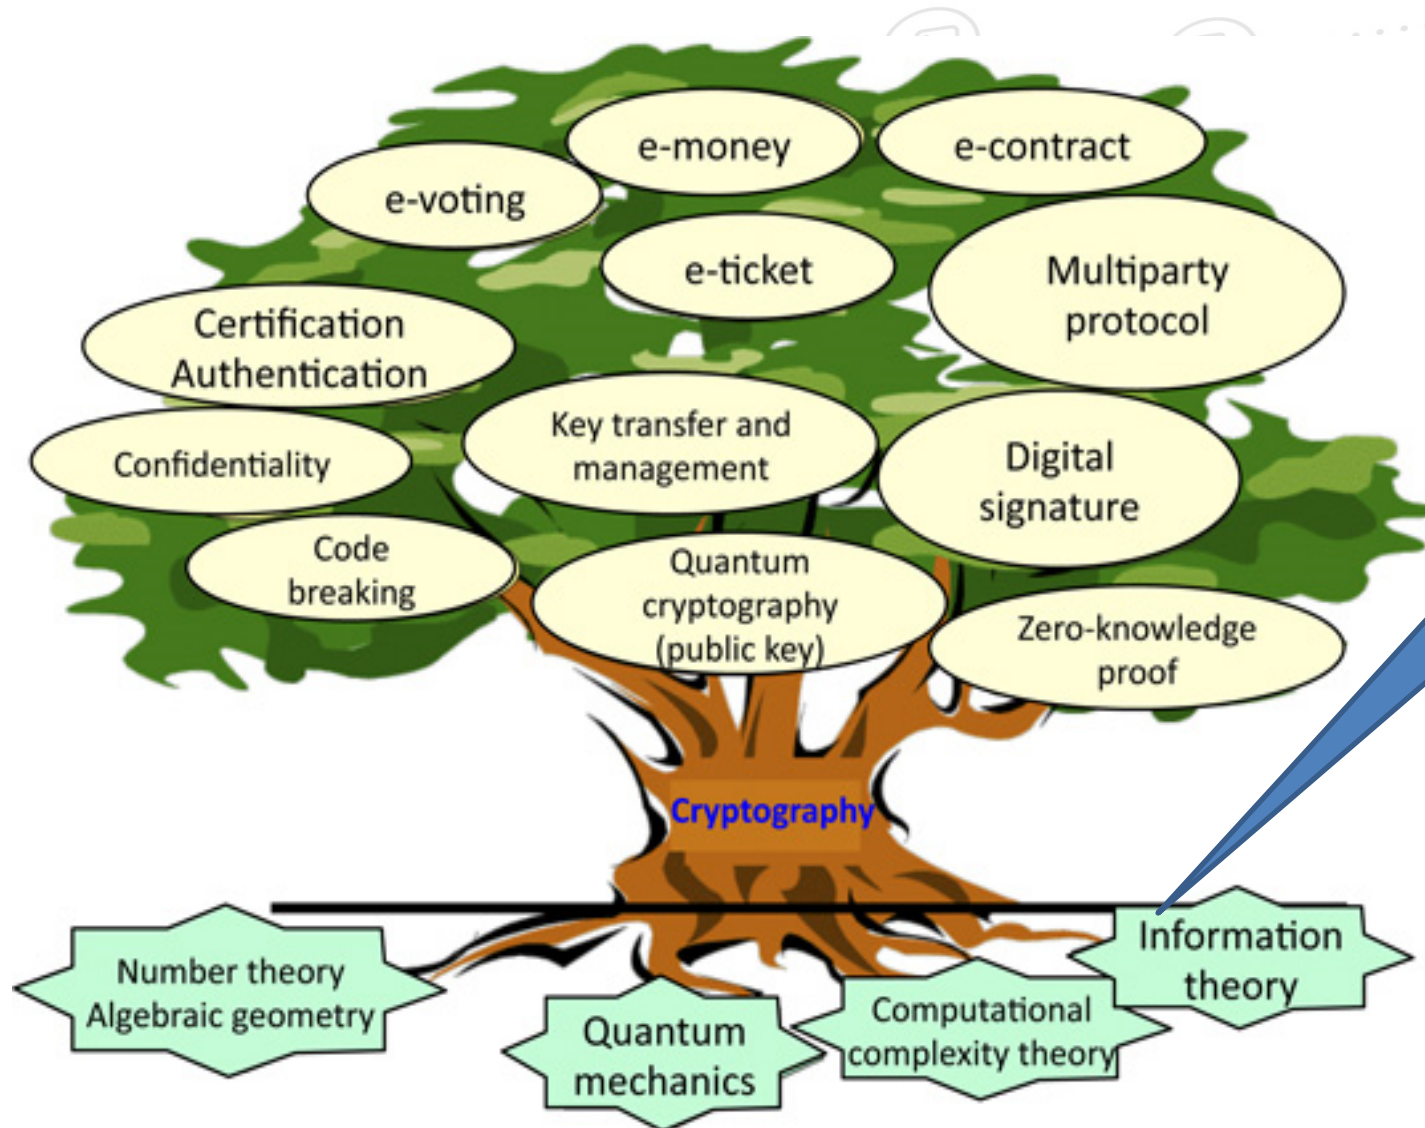 e-money
e-contract
e-voting
e-ticket
Multiparty
protocol
Certification
Authentication
Key transfer and
management
Confidentiality
Digital
signature
Code
breaking
Quantum
cryptography
(public key)
Zero-knowledge
proof
Cryptography
Information
theory
Number theory
Algebraic geometry
Computational
complexity theory
Quantum
mechanics